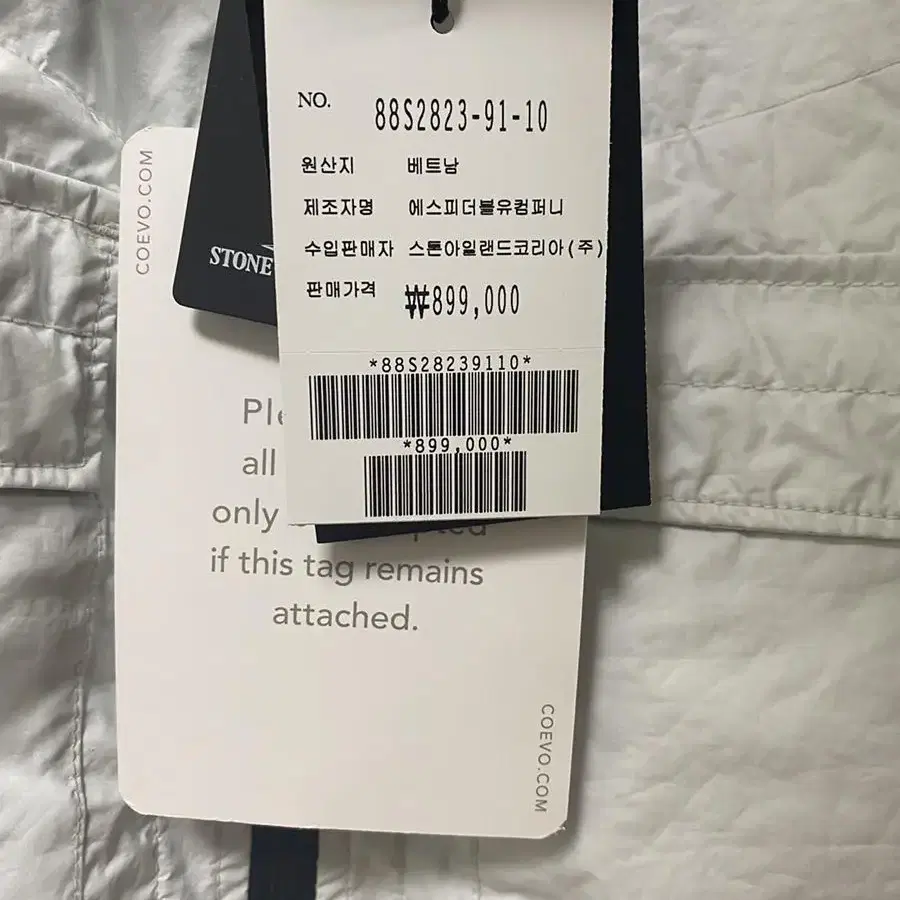 NO. 88S2823-91-10
원산지 베트남
제조자명 에스피더블유컴퍼니
수입판매자 스톤아일랜드코리아(주)
판매가격 ₩899,000
*88S28239110*
*899,000*
STONE
COEVO.COM
all
only
if this tag remains
attached.
COEVO.COM